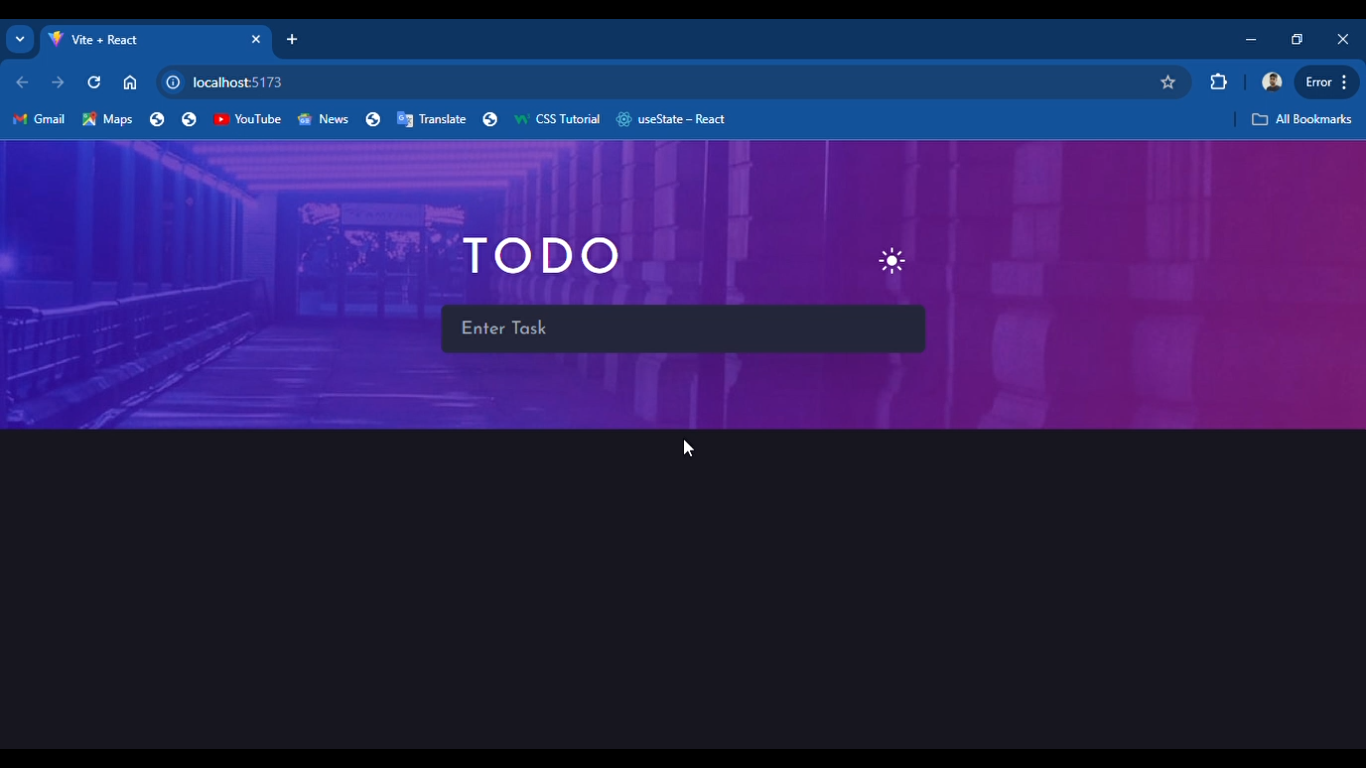 Vite + React
localhost:5173
Error
Gmail Maps YouTube News Translate CSS Tutorial useState – React All Bookmarks
TODO
Enter Task